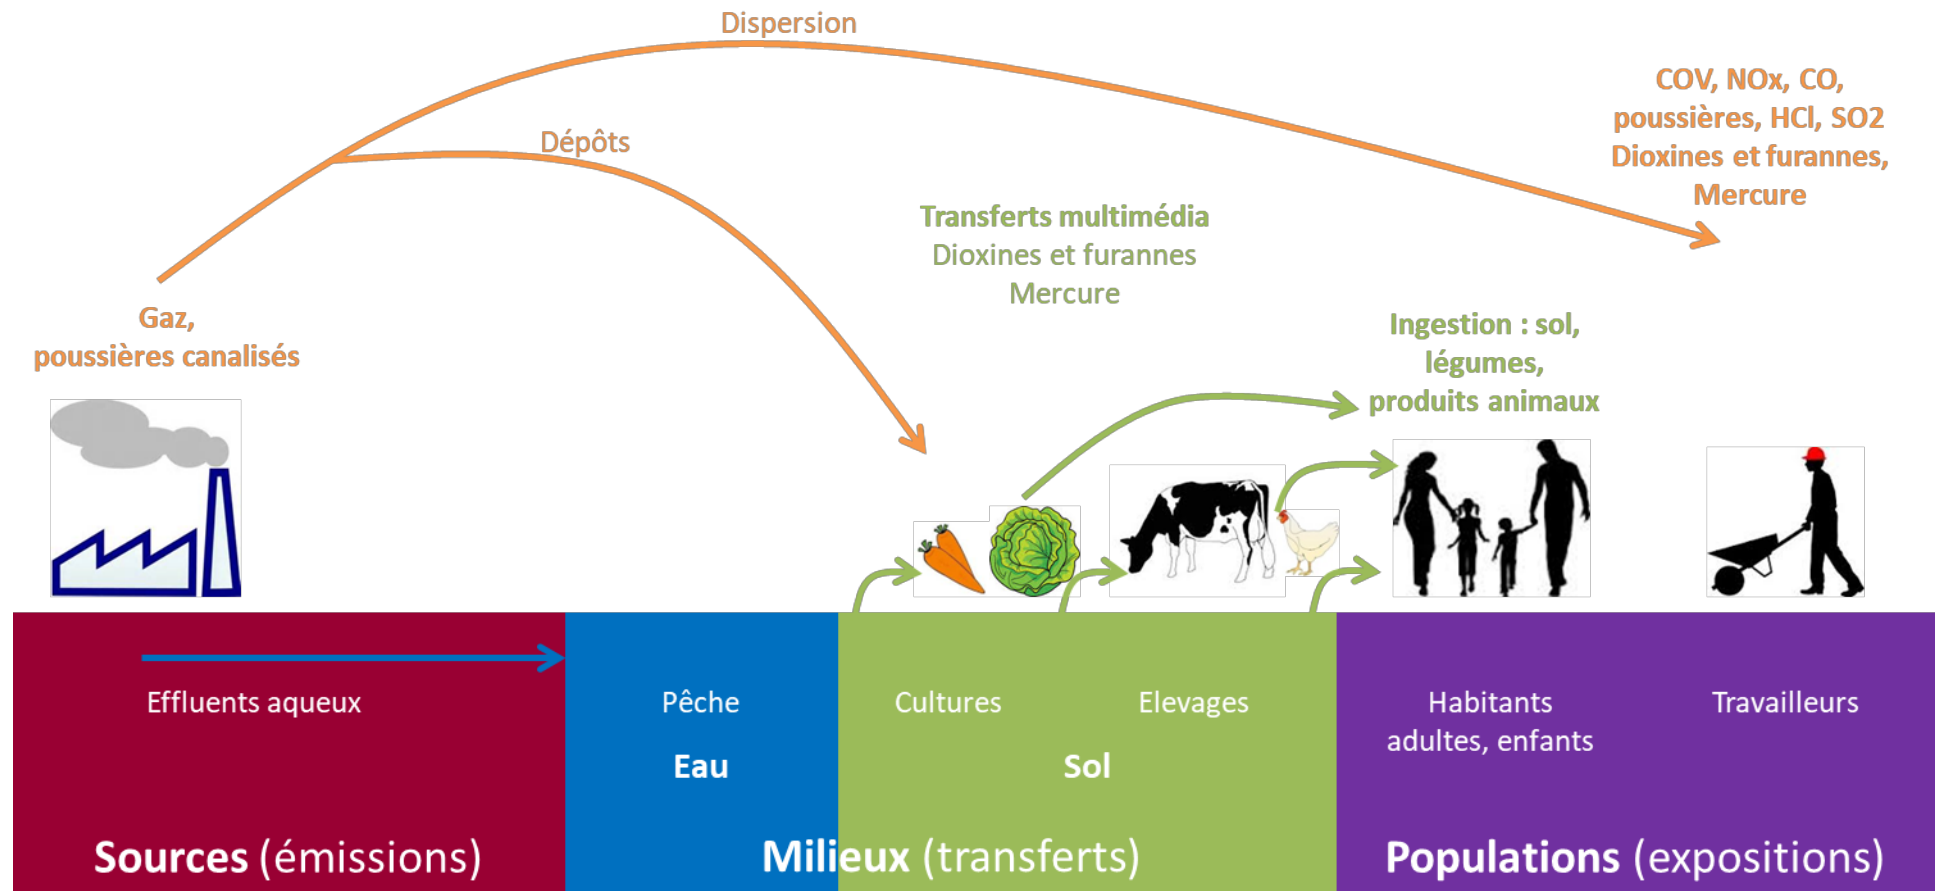 Dispersion
COV, NOx, CO,
poussières, HCl, SO2
Dioxines et furannes,
Mercure
Dépôts
Transferts multimédia
Dioxines et furannes
Mercure
Gaz,
poussières canalisés
Ingestion : sol,
légumes,
produits animaux
Effluents aqueux
Pêche
Cultures
Elevages
Habitants
adultes, enfants
Travailleurs
Eau
Sol
Sources (émissions)
Milieux (transferts)
Populations (expositions)